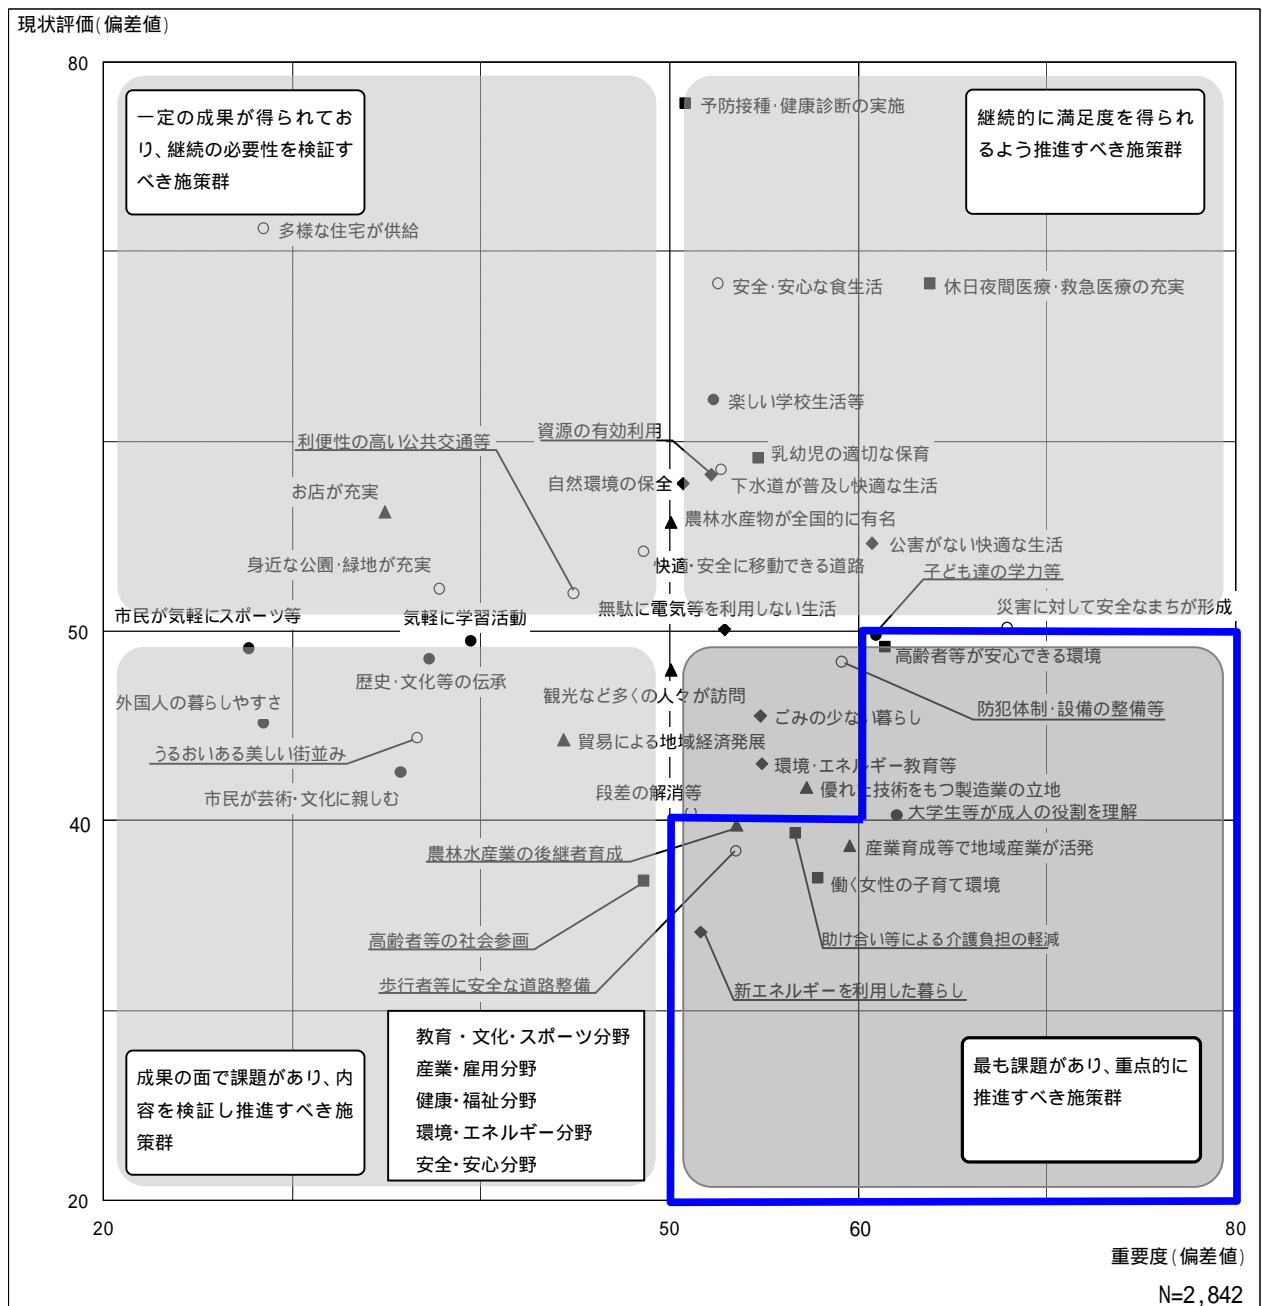 現状評価(偏差値)
80
一定の成果が得られてお
り、継続の必要性を検証す
べき施策群
予防接種・健康診断の実施
継続的に満足度を得られ
るよう推進すべき施策群
多様な住宅が供給
安全・安心な食生活
休日夜間医療・救急医療の充実
楽しい学校生活等
資源の有効利用
利便性の高い公共交通等
乳幼児の適切な保育
自然環境の保全
下水道が普及し快適な生活
お店が充実
農林水産物が全国的に有名
公害がない快適な生活
身近な公園・緑地が充実
快適・安全に移動できる道路
子ども達の学力等
市民が気軽にスポーツ等
気軽に学習活動
無駄に電気等を利用しない生活
災害に対して安全なまちが形成
50
高齢者等が安心できる環境
歴史・文化等の伝承
観光など多くの人々が訪問
外国人の暮らしやすさ
ごみの少ない暮らし
防犯体制・設備の整備等
うるおいある美しい街並み
貿易による地域経済発展
環境・エネルギー教育等
市民が芸術・文化に親しむ
段差の解消等
優れた技術をもつ製造業の立地
40
大学生等が成人の役割を理解
農林水産業の後継者育成
産業育成等で地域産業が活発
働く女性の子育て環境
高齢者等の社会参画
助け合い等による介護負担の軽減
歩行者等に安全な道路整備
新エネルギーを利用した暮らし
教育・文化・スポーツ分野
産業・雇用分野
健康・福祉分野
環境・エネルギー分野
安全・安心分野
成果の面で課題があり、内
容を検証し推進すべき施
策群
最も課題があり、重点的に
推進すべき施策群
20
20
50
60
80
重要度(偏差値)
N=2,842